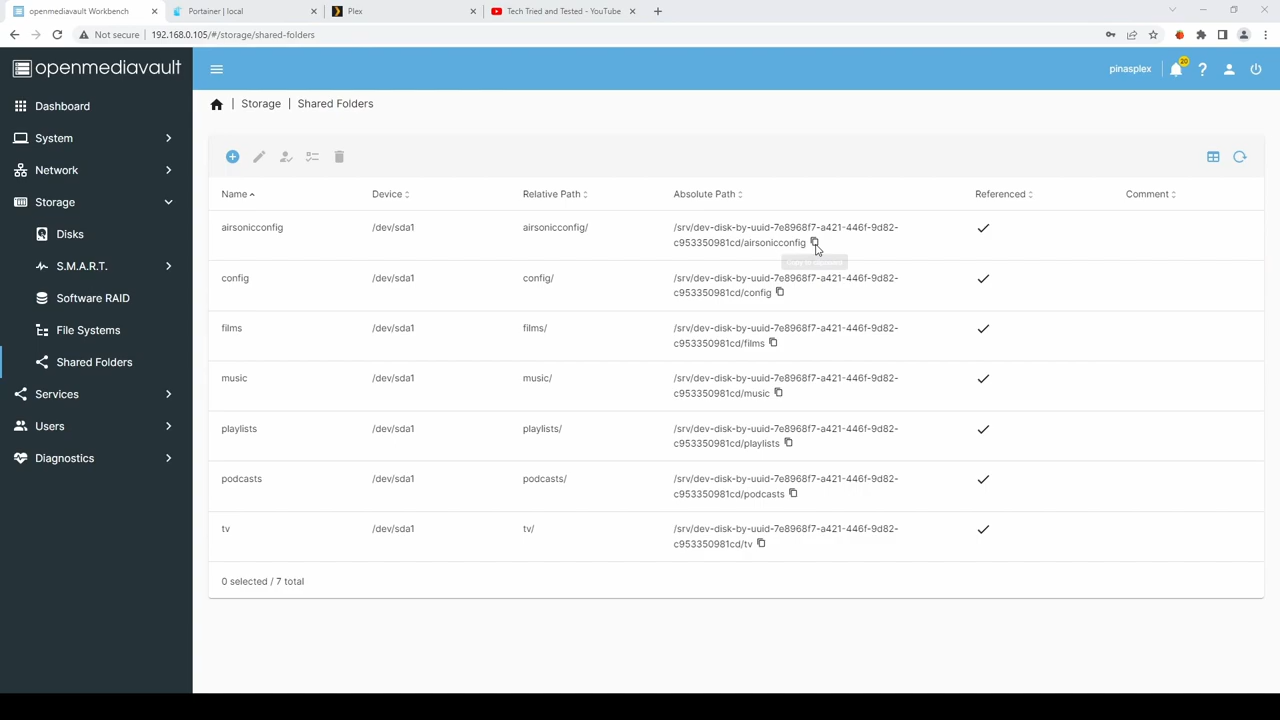 openmediavault Workbench
Portainer | local
Plex
Tech Tried and Tested - YouTube
Not secure
192.168.0.105/#/storage/shared-folders
openmediavault
pinasplex
20
Dashboard
System
Network
Storage
Disks
S.M.A.R.T.
Software RAID
File Systems
Shared Folders
Services
Users
Diagnostics
| Storage | Shared Folders
Name Device Relative Path Absolute Path Referenced Comment
airsonicconfig /dev/sda1 airsonicconfig/ /srv/dev-disk-by-uuid-7e8968f7-a421-446f-9d82-
c953350981cd/airsonicconfig
config /dev/sda1 config/ /srv/dev-disk-by-uuid-7e8968f7-a421-446f-9d82-
c953350981cd/config
films /dev/sda1 films/ /srv/dev-disk-by-uuid-7e8968f7-a421-446f-9d82-
c953350981cd/films
music /dev/sda1 music/ /srv/dev-disk-by-uuid-7e8968f7-a421-446f-9d82-
c953350981cd/music
playlists /dev/sda1 playlists/ /srv/dev-disk-by-uuid-7e8968f7-a421-446f-9d82-
c953350981cd/playlists
podcasts /dev/sda1 podcasts/ /srv/dev-disk-by-uuid-7e8968f7-a421-446f-9d82-
c953350981cd/podcasts
tv /dev/sda1 tv/ /srv/dev-disk-by-uuid-7e8968f7-a421-446f-9d82-
c953350981cd/tv
0 selected / 7 total